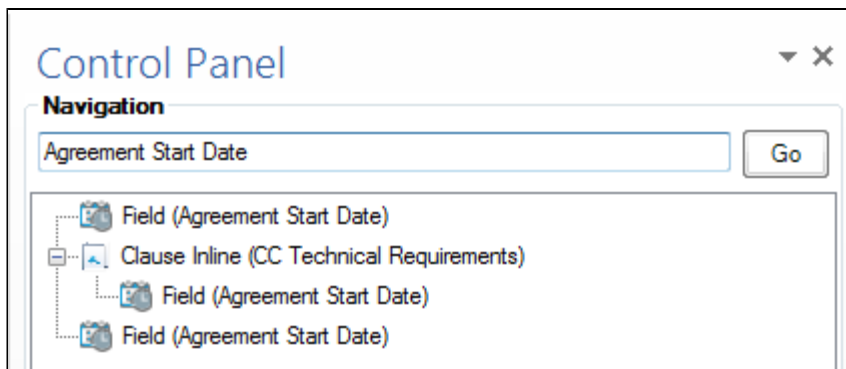 Control Panel
Navigation
Agreement Start Date
Go
Field (Agreement Start Date)
Clause Inline (CC Technical Requirements)
Field (Agreement Start Date)
Field (Agreement Start Date)